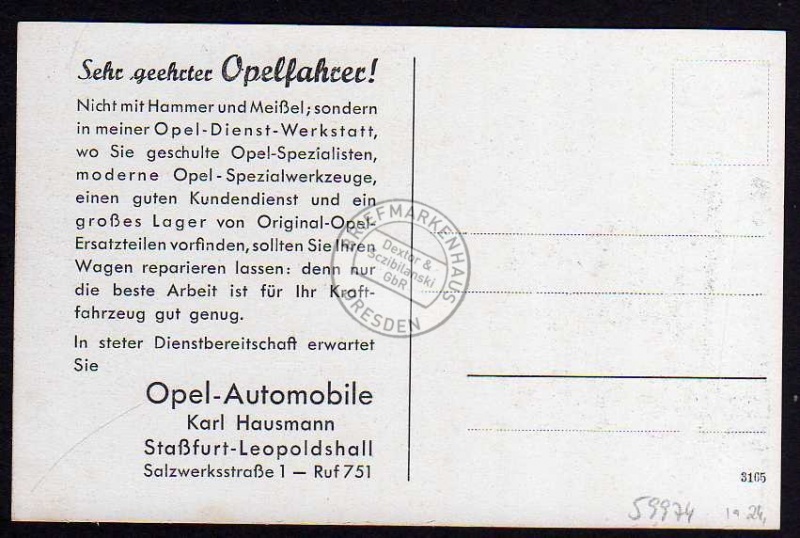 Sehr geehrter Opelfahrer!
Nicht mit Hammer und Meißel; sondern
in meiner Opel-Dienst-Werkstatt,
wo Sie geschulte Opel-Spezialisten,
moderne Opel-Spezialwerkzeuge,
einen guten Kundendienst und ein
großes Lager von Original-Opel-
Ersatzteilen vorfinden, sollten Sie Ihren
Wagen reparieren lassen: denn nur
die beste Arbeit ist für Ihr Kraft-
fahrzeug gut genug.
In steter Dienstbereitschaft erwartet
Sie
Opel-Automobile
Karl Hausmann
Staßfurt-Leopoldshall
Salzwerksstraße 1 — Ruf 751
BRIEFMARKENHAUS
Dextor &
Sczibilanski
GbR
DRESDEN
3165
59974